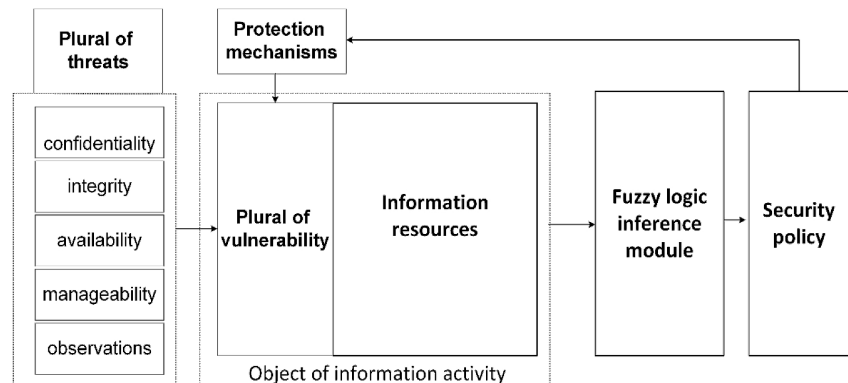 Plural of
threats
Protection
mechanisms
confidentiality
integrity
availability
manageability
observations
Plural of
vulnerability
Information
resources
Object of information activity
Fuzzy logic
inference
module
Security
policy